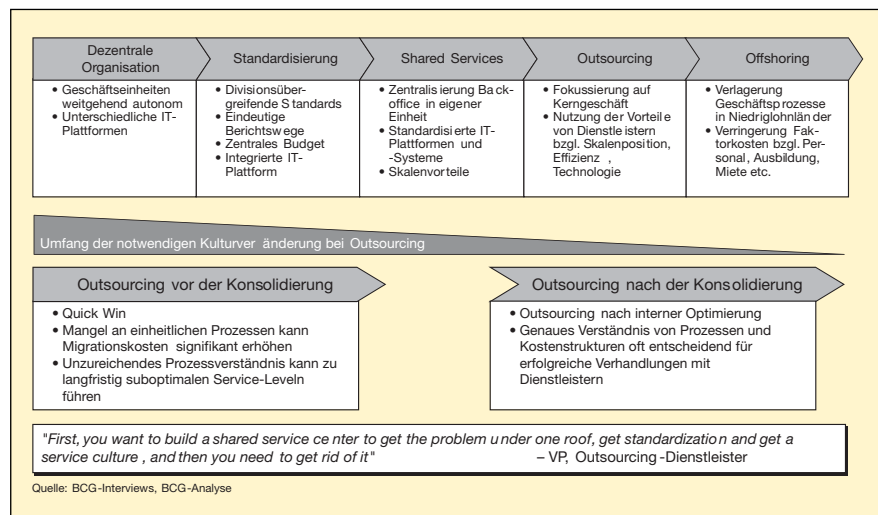 Dezentrale
Organisation
Standardisierung
Shared Services
Outsourcing
Offshoring
• Geschäftseinheiten
weitgehend autonom
• Unterschiedliche IT-
Plattformen
• Divisionsüber-
greifende Standards
• Eindeutige
Berichtswege
• Zentrales Budget
• Integrierte IT-
Plattform
• Zentralisierung Back-
office in eigener
Einheit
• Standardisierte IT-
Plattformen und
-Systeme
• Skalenvorteile
• Fokussierung auf
Kerngeschäft
• Nutzung der Vorteile
von Dienstleistern
bzgl. Skalenposition,
Effizienz ,
Technologie
• Verlagerung
Geschäftsprozesse
in Niedriglohnländer
• Verringerung Fak-
torkosten bzgl. Per-
sonal, Ausbildung,
Miete etc.
Umfang der notwendigen Kulturver änderung bei Outsourcing
Outsourcing vor der Konsolidierung
• Quick Win
• Mangel an einheitlichen Prozessen kann
Migrationskosten signifikant erhöhen
• Unzureichendes Prozessverständnis kann zu
langfristig suboptimalen Service-Leveln
führen
Outsourcing nach der Konsolidierung
• Outsourcing nach interner Optimierung
• Genaues Verständnis von Prozessen und
Kostenstrukturen oft entscheidend für
erfolgreiche Verhandlungen mit
Dienstleistern
"First, you want to build a shared service center to get the problem under one roof, get standardization and get a
service culture , and then you need to get rid of it" – VP, Outsourcing-Dienstleister
Quelle: BCG-Interviews, BCG-Analyse